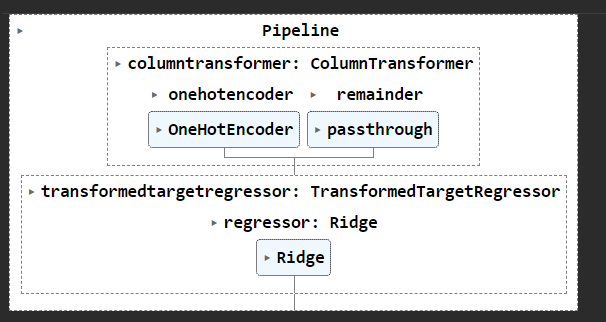 Pipeline
columntransformer: ColumnTransformer
onehotencoder remainder
OneHotEncoder passthrough
transformedtargetregressor: TransformedTargetRegressor
regressor: Ridge
Ridge